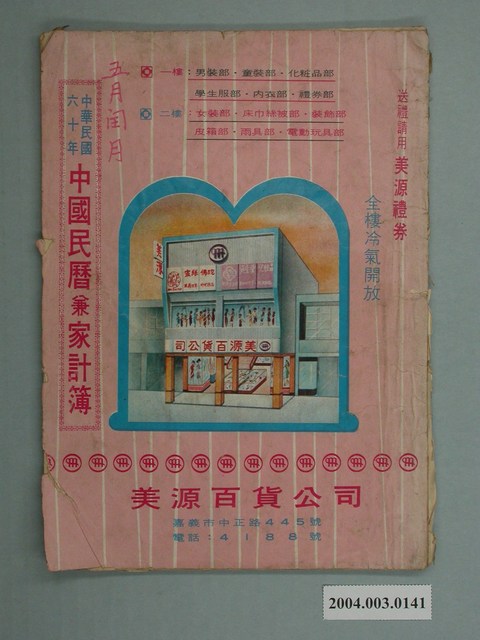 五月閏月
一樓：男裝部・童裝部・化粧品部
學生服部・內衣部・禮券部
二樓：女裝部・床巾絲毯部・裝飾部
皮箱部・雨具部・電動玩具部
送禮請用美源禮券
全樓冷氣開放
中華民國
六十年
中國民曆兼家計簿
美源百貨公司
美源百貨公司
嘉義市中正路445號
電話：4188號
2004.003.0141